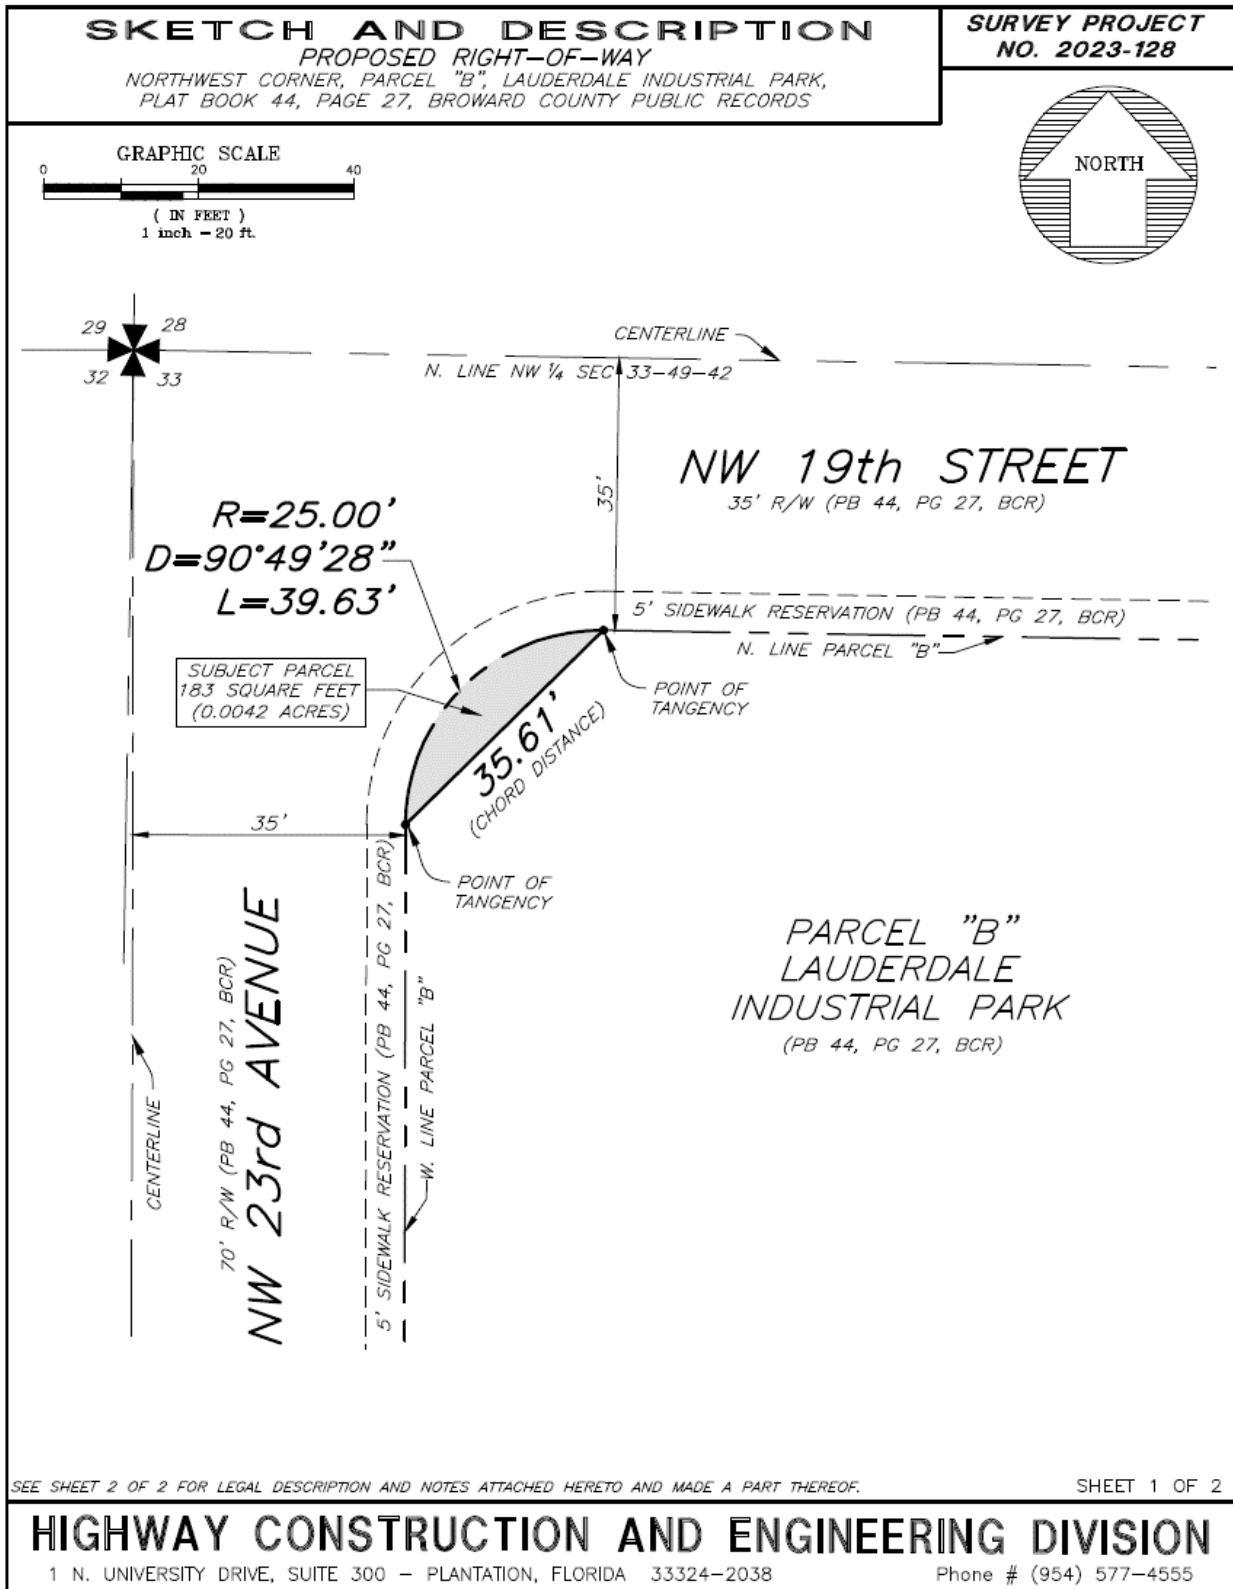 SKETCH AND DESCRIPTION
PROPOSED RIGHT-OF-WAY
NORTHWEST CORNER, PARCEL "B", LAUDERDALE INDUSTRIAL PARK,
PLAT BOOK 44, PAGE 27, BROWARD COUNTY PUBLIC RECORDS
SURVEY PROJECT
NO. 2023-128
GRAPHIC SCALE
0 20 40
( IN FEET )
1 inch = 20 ft.
NORTH
29 28
32 33
CENTERLINE
N. LINE NW 1/4 SEC 33-49-42
NW 19th STREET
35' R/W (PB 44, PG 27, BCR)
35'
R=25.00'
D=90°49'28"
L=39.63'
5' SIDEWALK RESERVATION (PB 44, PG 27, BCR)
N. LINE PARCEL "B"
SUBJECT PARCEL
183 SQUARE FEET
(0.0042 ACRES)
POINT OF
TANGENCY
35.61'
(CHORD DISTANCE)
35'
POINT OF
TANGENCY
PARCEL "B"
LAUDERDALE
INDUSTRIAL PARK
(PB 44, PG 27, BCR)
CENTERLINE
70' R/W (PB 44, PG 27, BCR)
NW 23rd AVENUE
5' SIDEWALK RESERVATION (PB 44, PG 27, BCR)
W. LINE PARCEL "B"
SEE SHEET 2 OF 2 FOR LEGAL DESCRIPTION AND NOTES ATTACHED HERETO AND MADE A PART THEREOF.
SHEET 1 OF 2
HIGHWAY CONSTRUCTION AND ENGINEERING DIVISION
1 N. UNIVERSITY DRIVE, SUITE 300 - PLANTATION, FLORIDA 33324-2038
Phone # (954) 577-4555